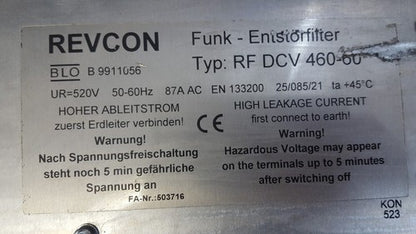 REVCON Funk - Entstörfilter
BLO B 9911056 Typ: RF DCV 460-60
UR=520V 50-60Hz 87A AC EN 133200 25/085/21 ta +45°C
HOHER ABLEITSTROM
zuerst Erdleiter verbinden!
Warnung!
Nach Spannungsfreischaltung
steht noch 5 min gefährliche
Spannung an
FA-Nr.:503716
CE
HIGH LEAKAGE CURRENT
first connect to earth!
Warnung!
Hazardous Voltage may appear
on the terminals up to 5 minutes
after switching off
KON
523